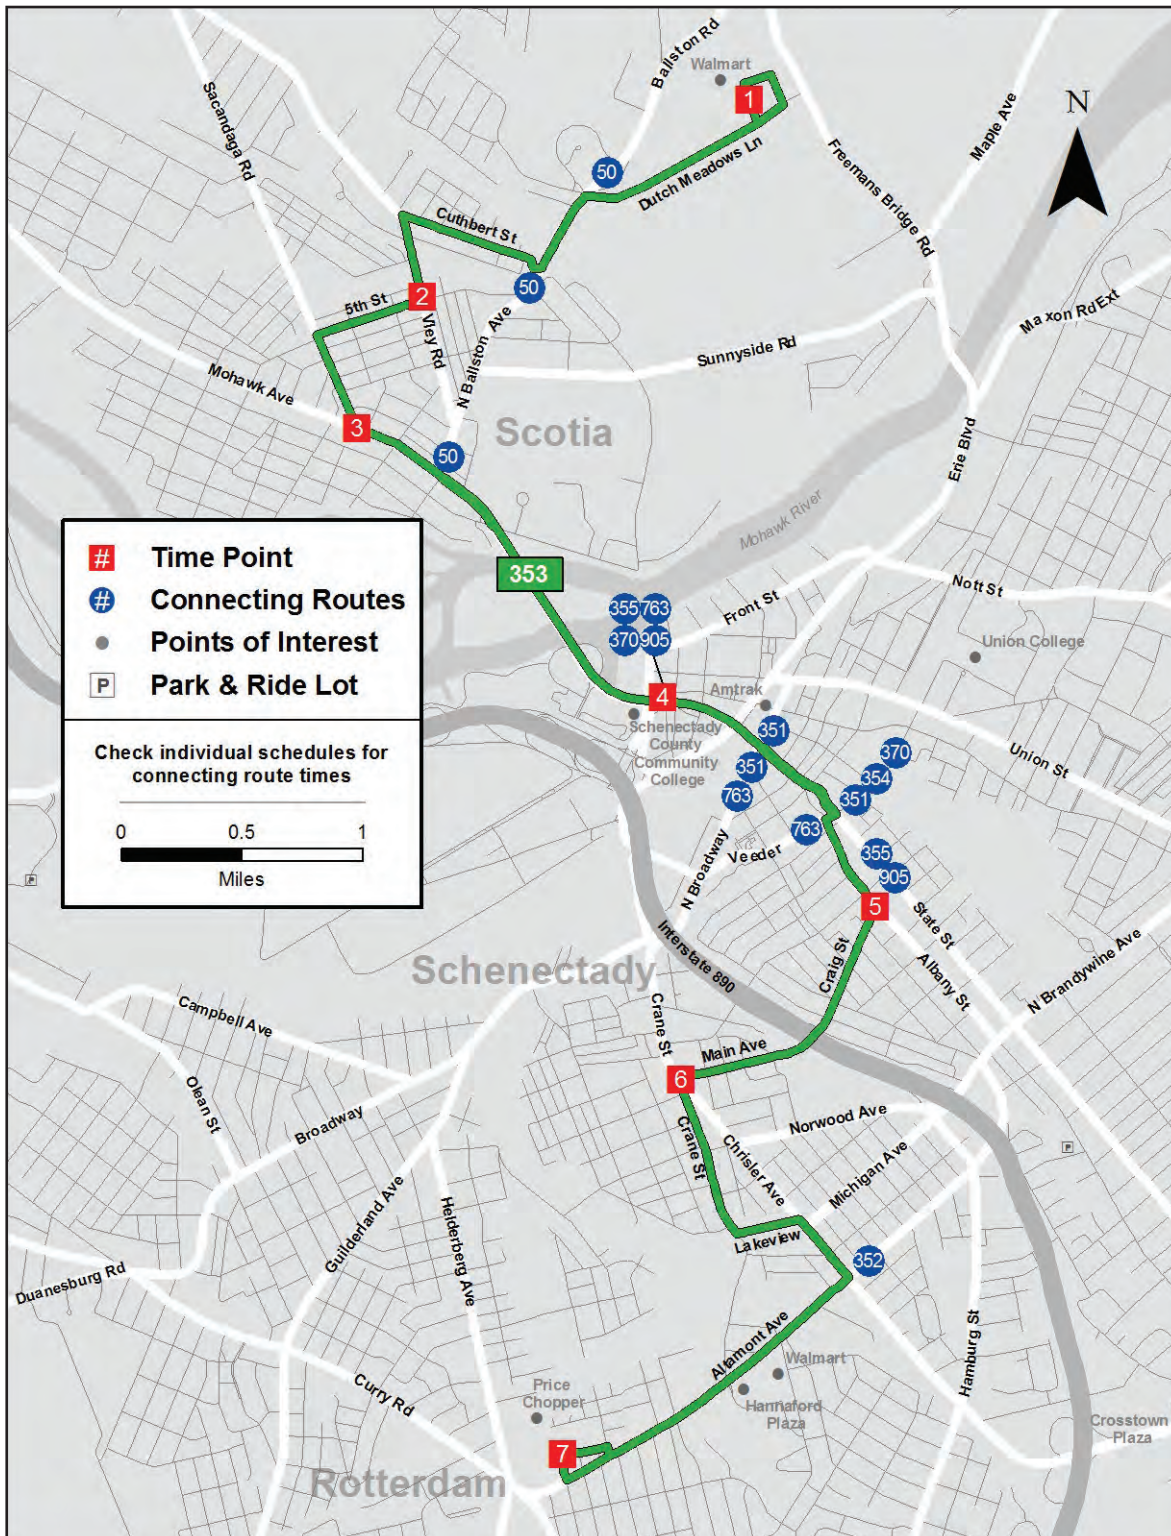 Ballston Rd
Walmart
1
N
Sacandaga Rd
Maple Ave
50
Dutch Meadows Ln
Freemans Bridge Rd
Cuthbert St
50
2
5th St
Maxon Rd Ext
Vley Rd
N Ballston Ave
Sunnyside Rd
Mohawk Ave
3
Scotia
50
Erie Blvd
Mohawk River
# Time Point
# Connecting Routes
Points of Interest
P Park & Ride Lot
Check individual schedules for
connecting route times
0 0.5 1
Miles
353
355 763
370 905
Front St
Nott St
Union College
4
Amtrak
Schenectady
County
Community
College
351
351
763
370
354
351
Union St
763
Veeder
355
905
N Broadway
5
State St
P
Interstate 890
Albany St
N Brandywine Ave
Craig St
Schenectady
Campbell Ave
Crane St
Main Ave
6
Olean St
Broadway
Norwood Ave
Crane St
Chrisler Ave
Michigan Ave
P
Guilderland Ave
Helderberg Ave
Lakeview
352
Duanesburg Rd
Altamont Ave
Hamburg St
Walmart
Curry Rd
Price
Chopper
Hannaford
Plaza
Crosstown
Plaza
7
Rotterdam